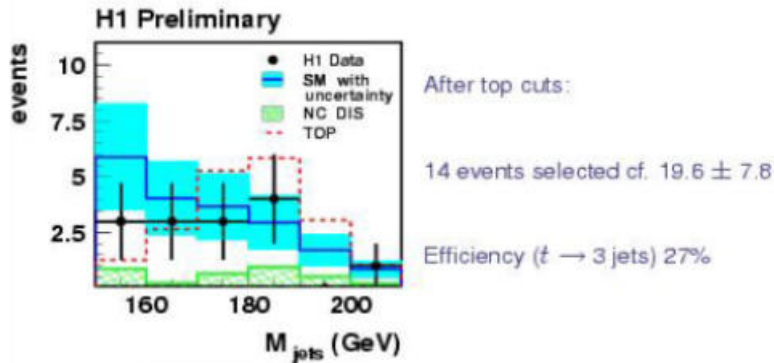 H1 Preliminary
events
10
7.5
5
2.5
H1 Data
SM with
uncertainty
NC DIS
TOP
160
180
200
M jets (GeV)
After top cuts:
14 events selected cf. 19.6 ± 7.8
Efficiency (t → 3 jets) 27%